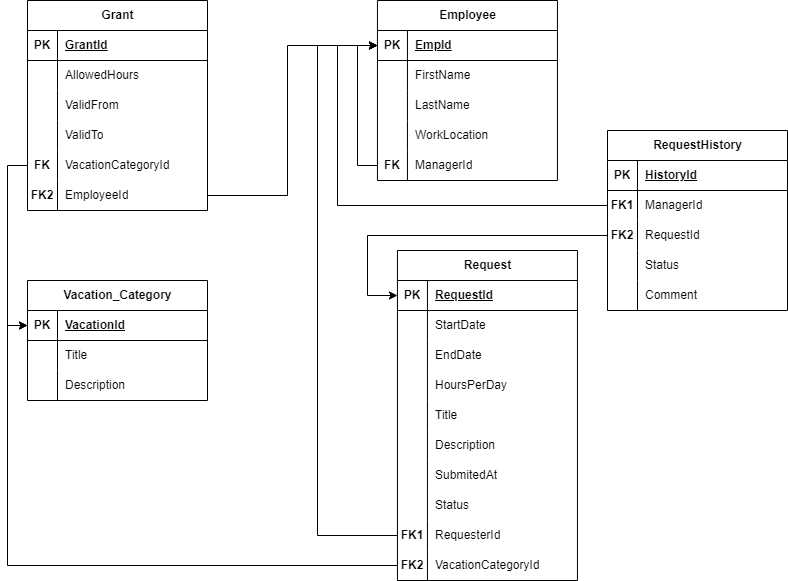 Grant
PK GrantId
AllowedHours
ValidFrom
ValidTo
FK VacationCategoryId
FK2 EmployeeId
Employee
PK EmpId
FirstName
LastName
WorkLocation
FK ManagerId
RequestHistory
PK HistoryId
FK1 ManagerId
FK2 RequestId
Status
Comment
Vacation_Category
PK VacationId
Title
Description
Request
PK RequestId
StartDate
EndDate
HoursPerDay
Title
Description
SubmitedAt
Status
FK1 RequesterId
FK2 VacationCategoryId